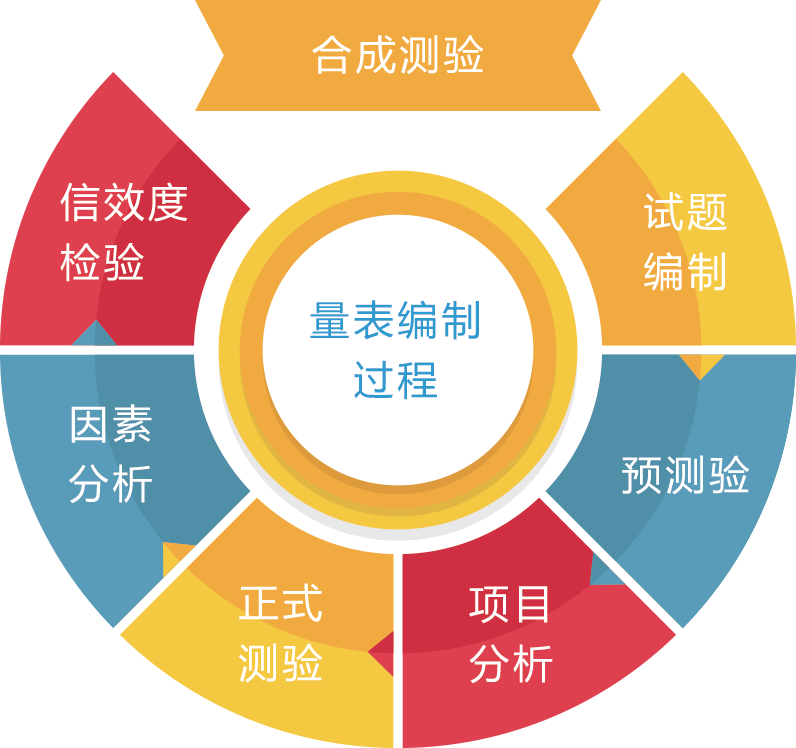 合成测验
量表编制
过程
试题
编制
预测验
项目
分析
正式
测验
因素
分析
信效度
检验